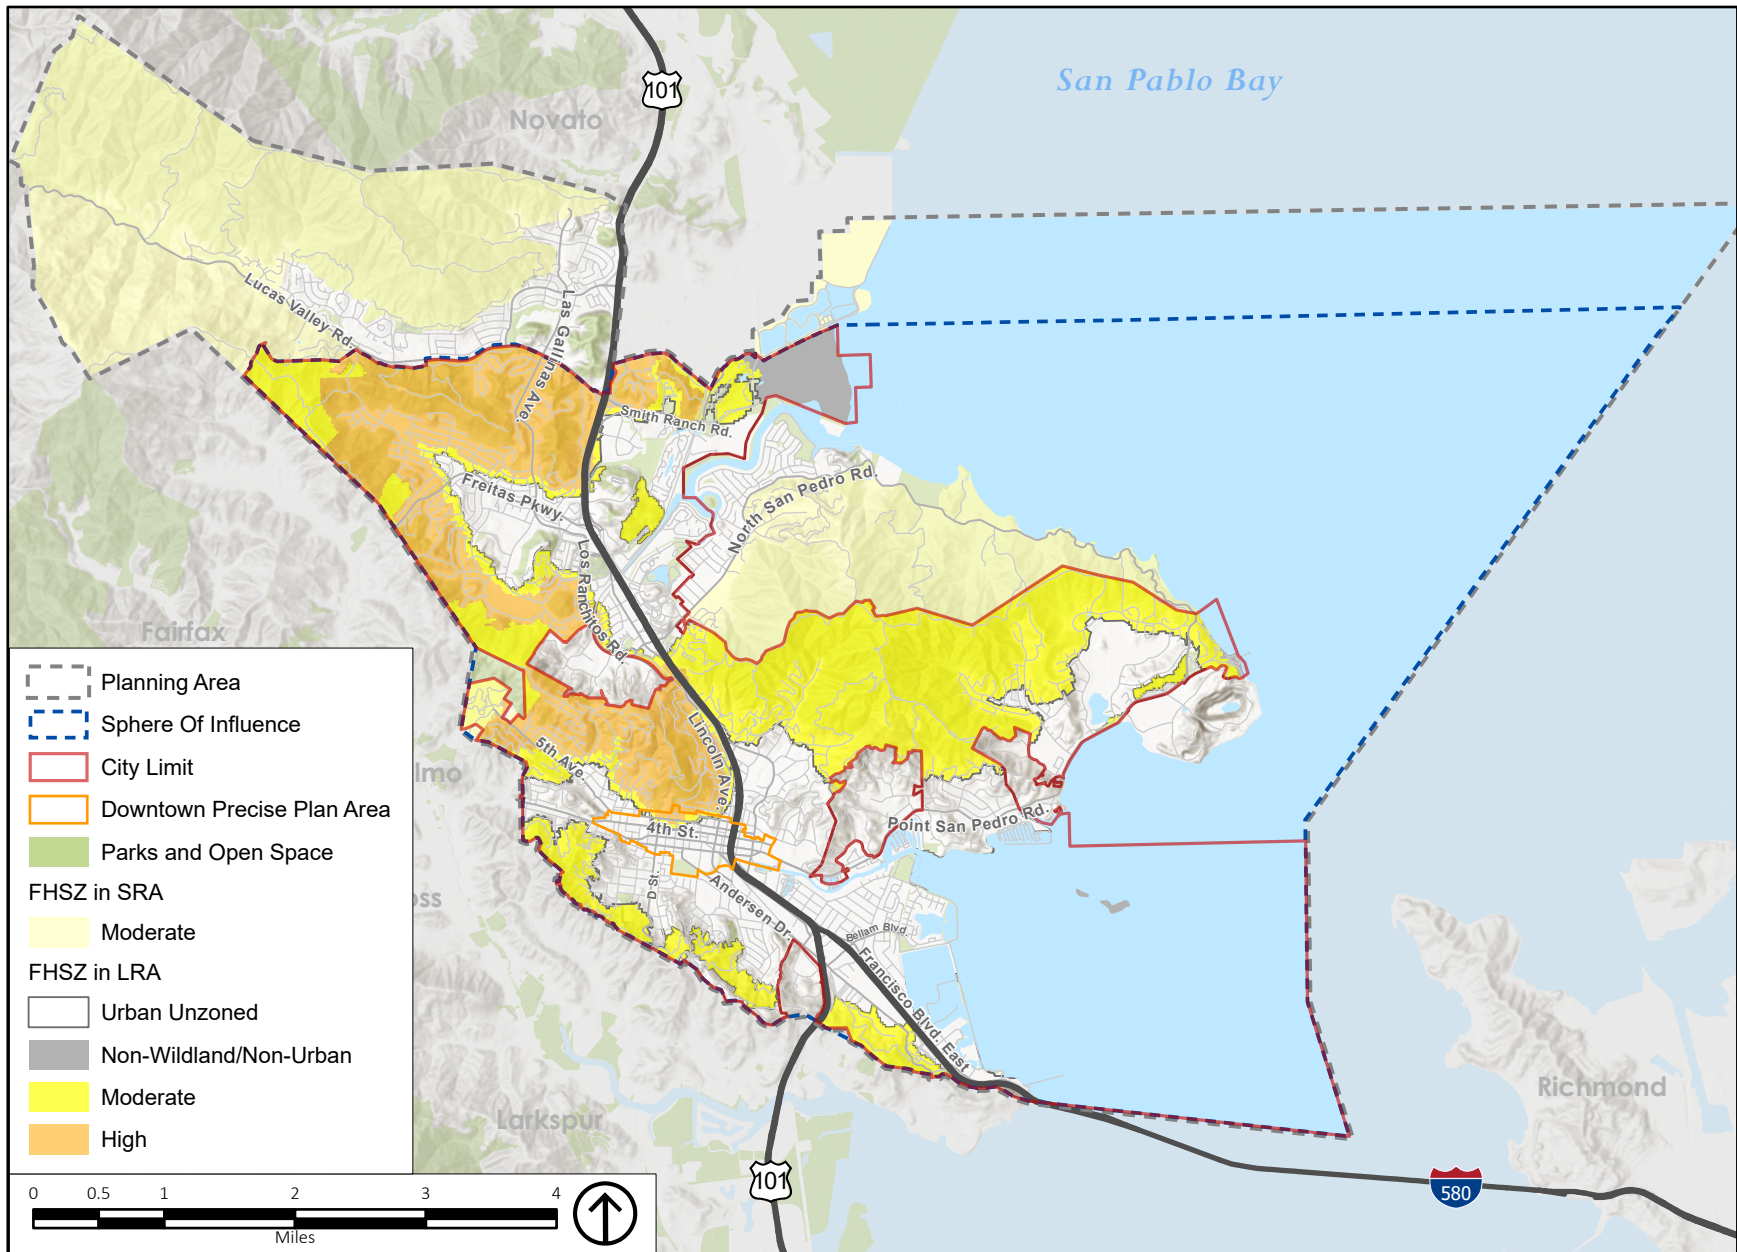 San Pablo Bay
101
Novato
Lucas Valley Rd.
Las Gallinas Ave.
Smith Ranch Rd.
Freitas Pkwy.
North San Pedro Rd.
Los Ranchitos Rd.
Fairfax
Lincoln Ave.
5th Ave.
lmo
4th St.
Point San Pedro Rd.
D St.
oss
Andersen Dr.
Bellam Blvd.
Francisco Blvd. East
Larkspur
Richmond
101
580
Planning Area
Sphere Of Influence
City Limit
Downtown Precise Plan Area
Parks and Open Space
FHSZ in SRA
Moderate
FHSZ in LRA
Urban Unzoned
Non-Wildland/Non-Urban
Moderate
High
0 0.5 1 2 3 4
Miles